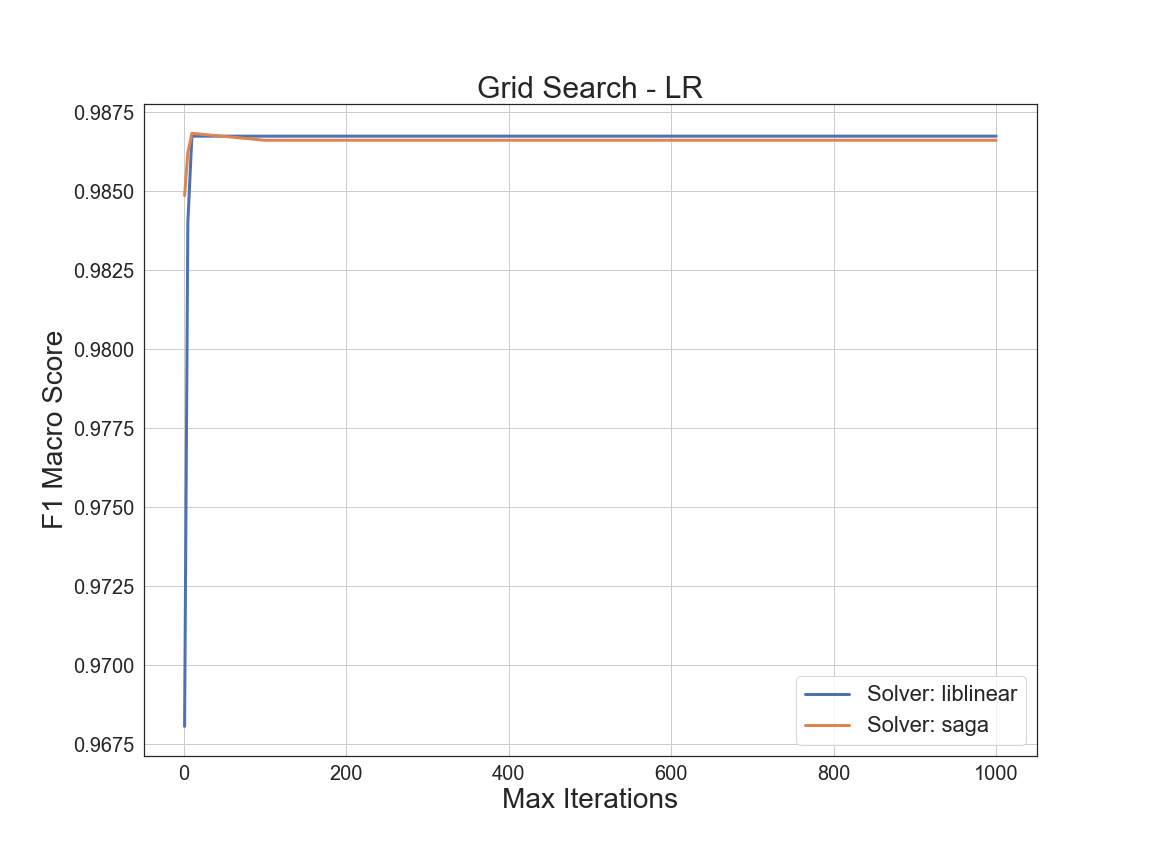 Grid Search - LR
F1 Macro Score
0.9875
0.9850
0.9825
0.9800
0.9775
0.9750
0.9725
0.9700
0.9675
Solver: liblinear
Solver: saga
0 200 400 600 800 1000
Max Iterations